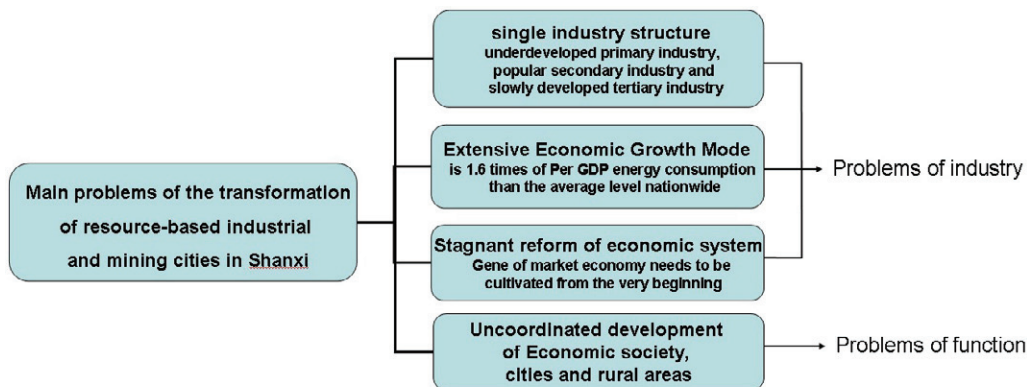 Main problems of the transformation
of resource-based industrial
and mining cities in Shanxi
single industry structure
underdeveloped primary industry,
popular secondary industry and
slowly developed tertiary industry
Extensive Economic Growth Mode
is 1.6 times of Per GDP energy consumption
than the average level nationwide
Stagnant reform of economic system
Gene of market economy needs to be
cultivated from the very beginning
Uncoordinated development
of Economic society,
cities and rural areas
Problems of industry
Problems of function